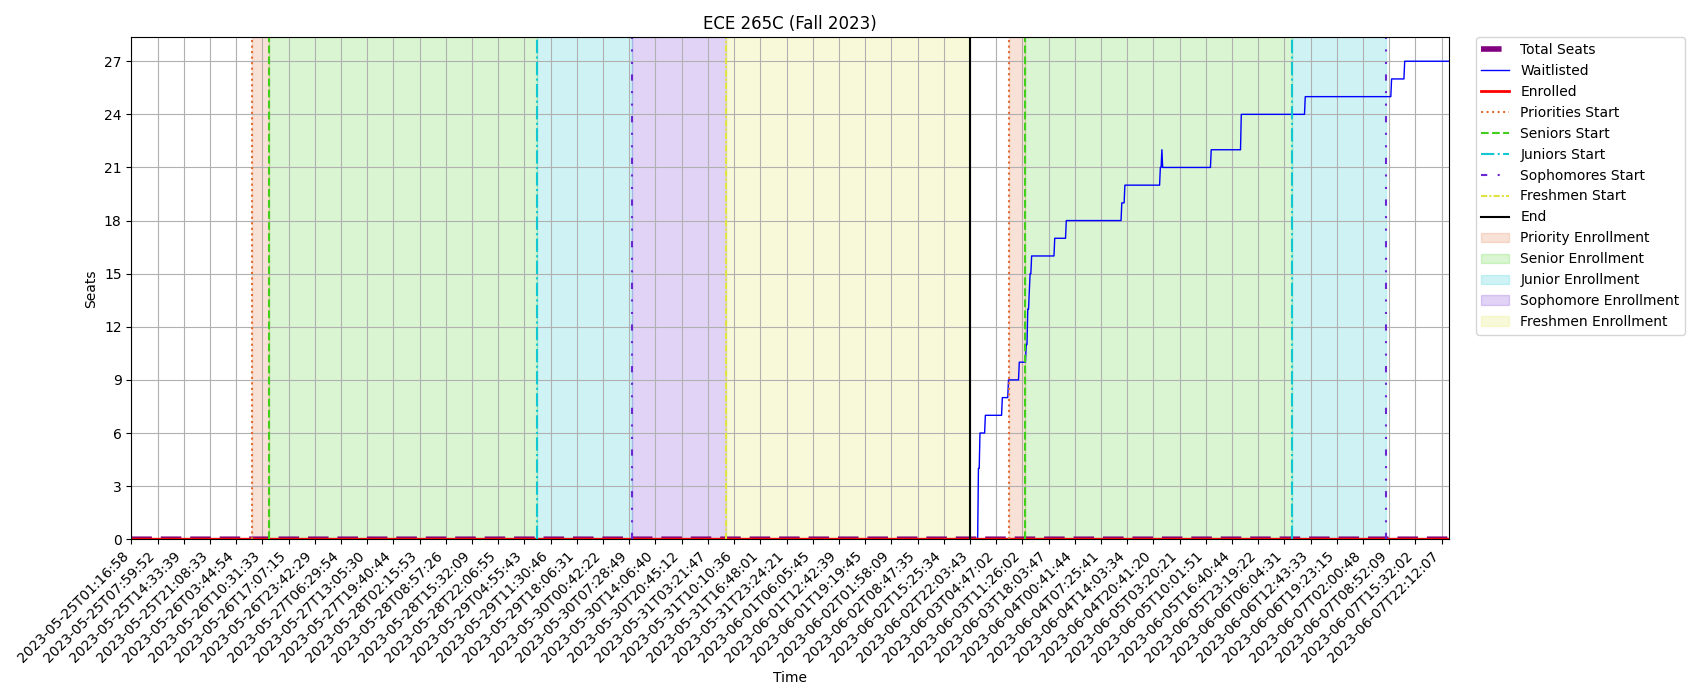 ECE 265C (Fall 2023)
27
24
21
18
15
12
9
6
3
0
Seats
2023-05-25T01:16:58
2023-05-25T07:59:52
2023-05-25T14:33:39
2023-05-25T21:08:33
2023-05-26T03:44:54
2023-05-26T10:31:33
2023-05-26T17:07:15
2023-05-26T23:42:29
2023-05-27T06:29:54
2023-05-27T13:05:30
2023-05-27T19:40:44
2023-05-28T02:15:53
2023-05-28T08:57:26
2023-05-28T15:32:09
2023-05-28T22:06:55
2023-05-29T04:55:43
2023-05-29T11:30:46
2023-05-29T18:06:31
2023-05-30T00:42:22
2023-05-30T07:28:49
2023-05-30T14:06:40
2023-05-30T20:45:12
2023-05-31T03:21:47
2023-05-31T10:10:36
2023-05-31T16:48:01
2023-05-31T23:24:21
2023-06-01T06:05:45
2023-06-01T12:42:39
2023-06-01T19:19:45
2023-06-02T01:58:09
2023-06-02T08:47:35
2023-06-02T15:25:34
2023-06-02T22:03:43
2023-06-03T04:47:02
2023-06-03T11:26:02
2023-06-03T18:03:47
2023-06-04T00:41:44
2023-06-04T07:25:41
2023-06-04T14:03:34
2023-06-04T20:41:20
2023-06-05T03:20:21
2023-06-05T10:01:51
2023-06-05T16:40:44
2023-06-05T23:19:22
2023-06-06T06:04:31
2023-06-06T12:43:33
2023-06-06T19:23:15
2023-06-07T02:00:48
2023-06-07T08:52:09
2023-06-07T15:32:02
2023-06-07T22:12:07
Time
Total Seats
Waitlisted
Enrolled
Priorities Start
Seniors Start
Juniors Start
Sophomores Start
Freshmen Start
End
Priority Enrollment
Senior Enrollment
Junior Enrollment
Sophomore Enrollment
Freshmen Enrollment